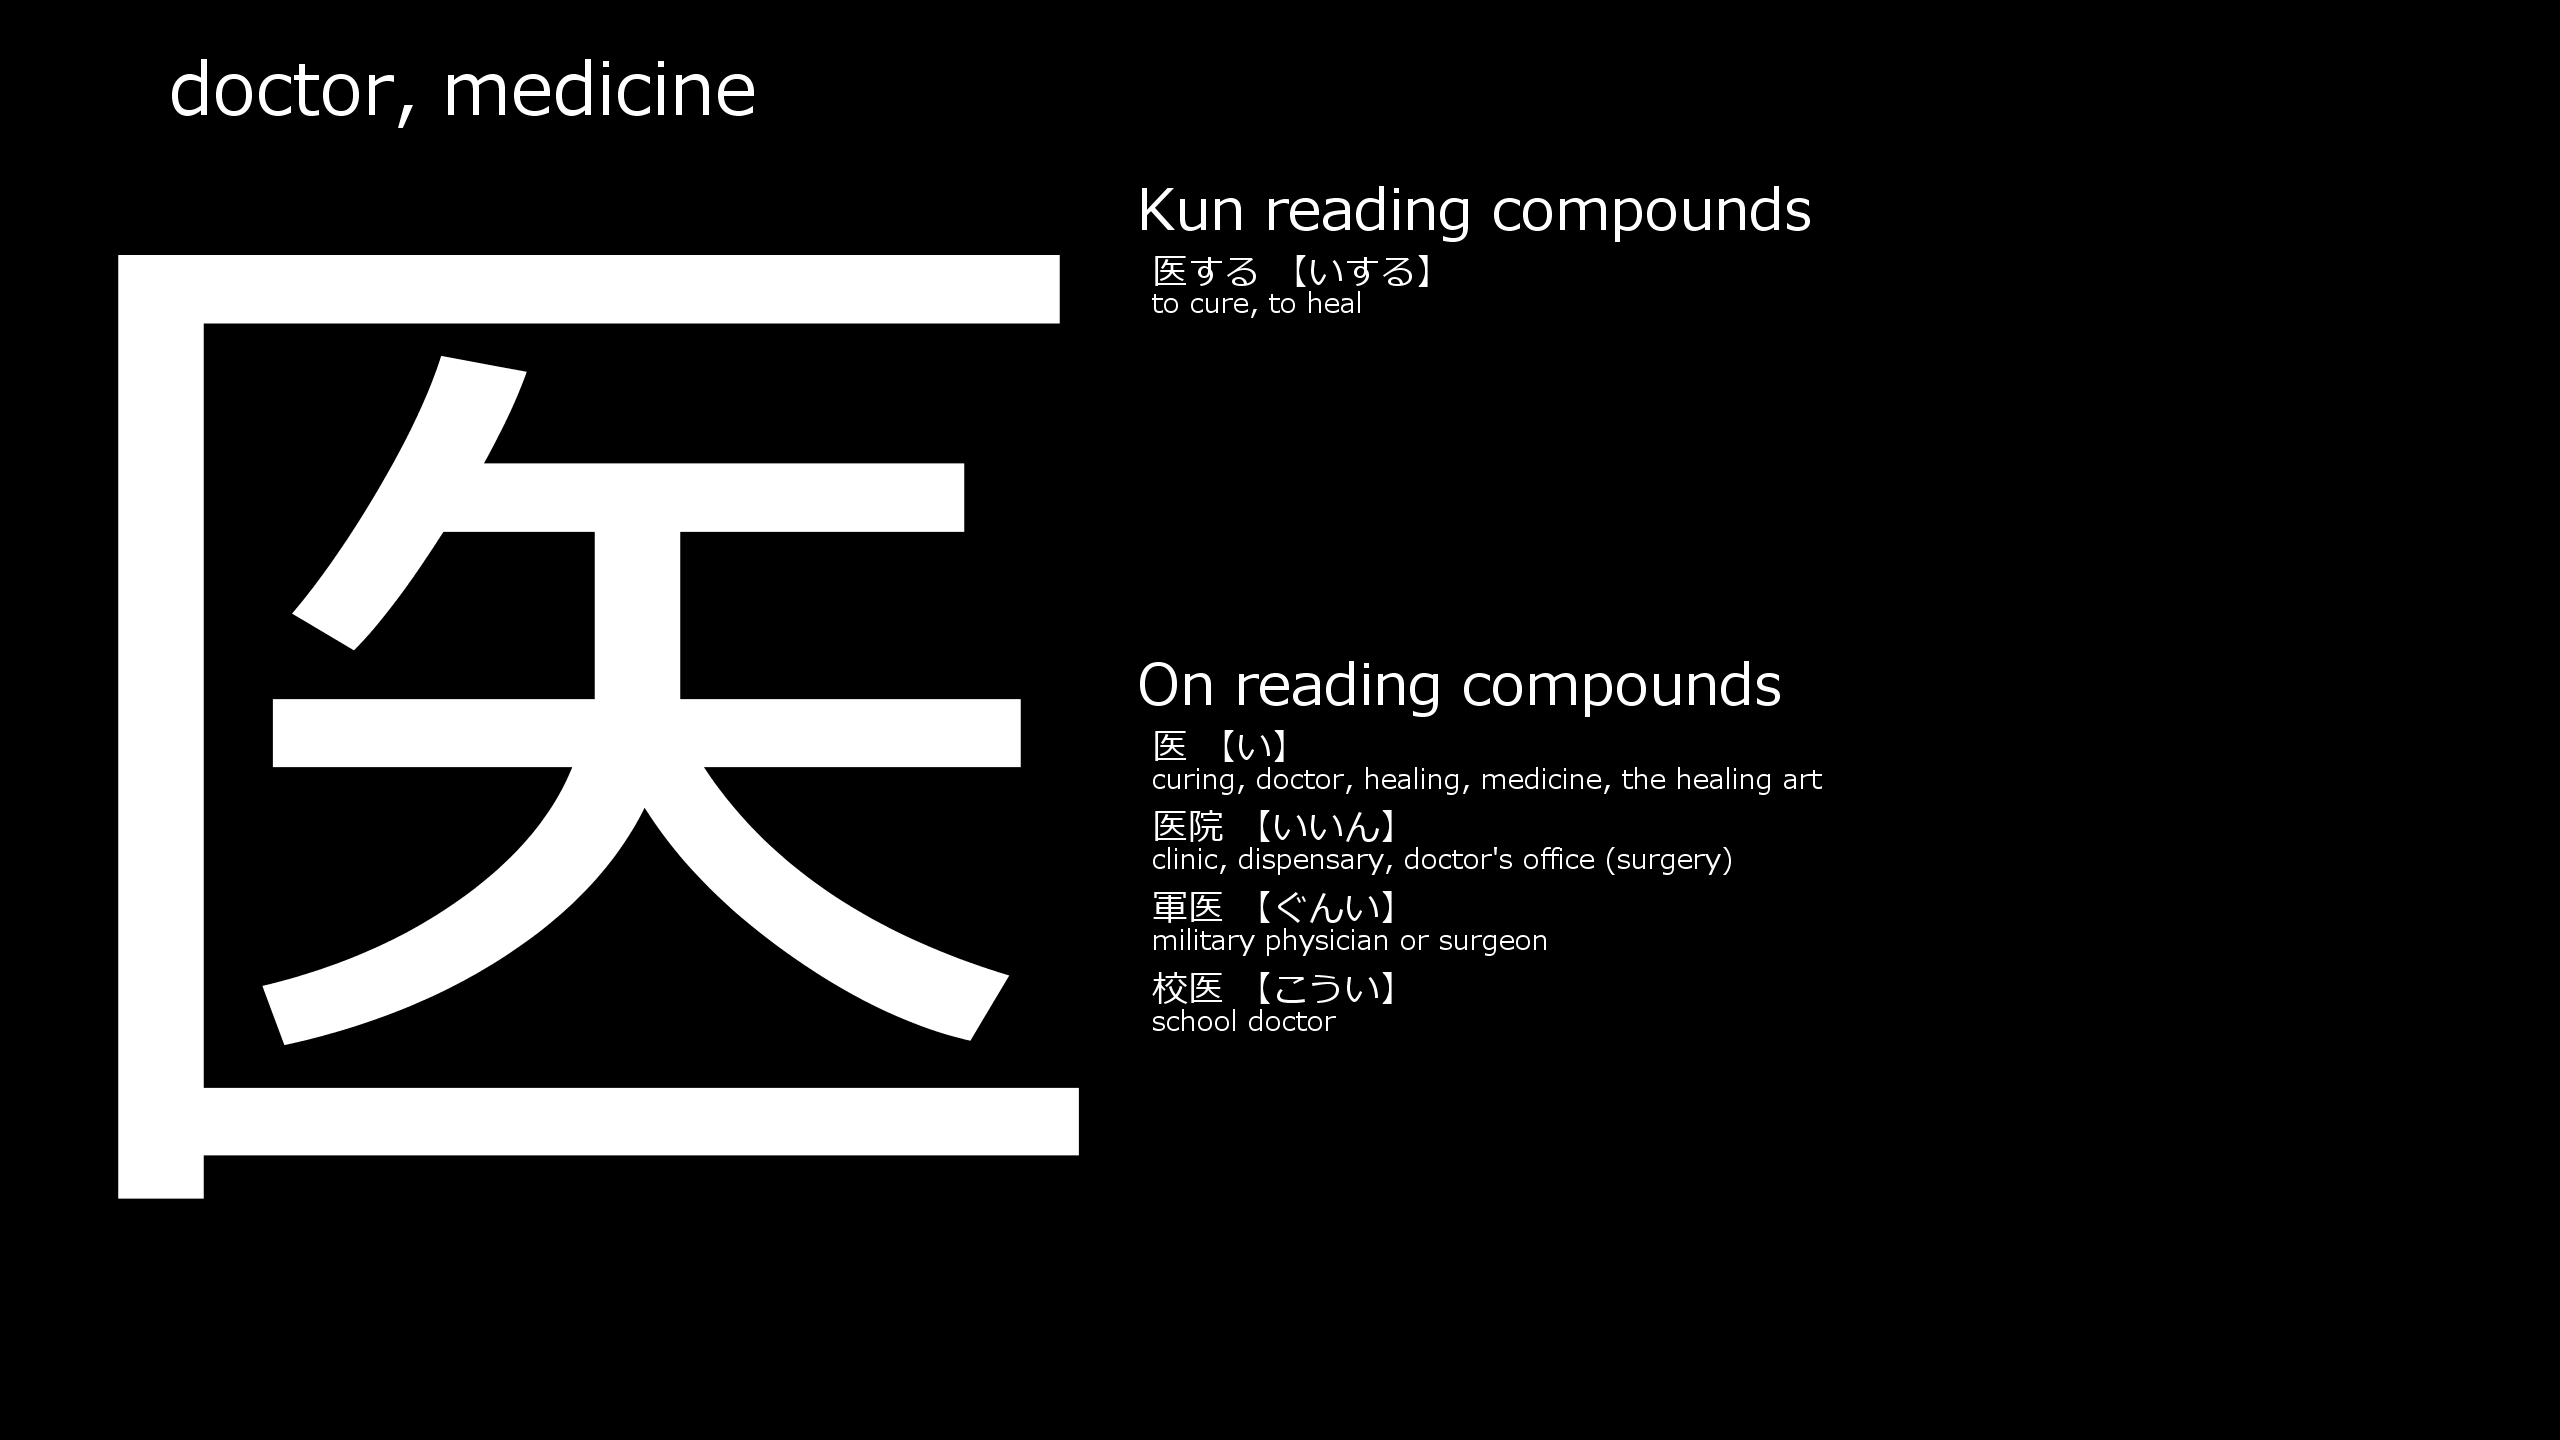 doctor, medicine
医
Kun reading compounds
医する 【いする】
to cure, to heal
On reading compounds
医 【い】
curing, doctor, healing, medicine, the healing art
医院 【いいん】
clinic, dispensary, doctor's office (surgery)
軍医 【ぐんい】
military physician or surgeon
校医 【こうい】
school doctor